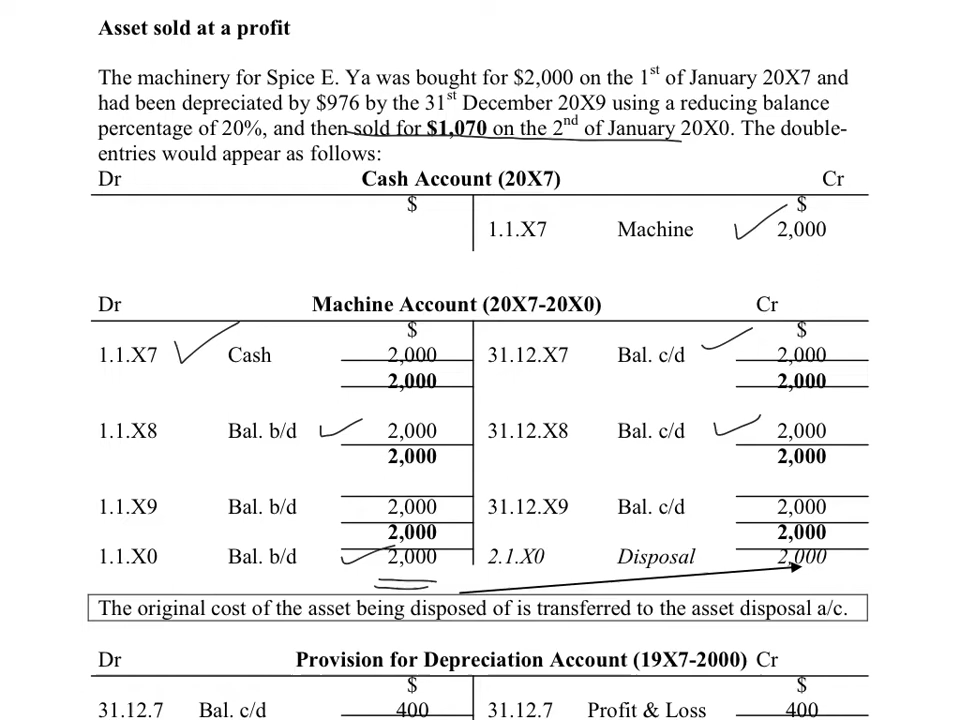 Asset sold at a profit
The machinery for Spice E. Ya was bought for $2,000 on the 1st of January 20X7 and
had been depreciated by $976 by the 31st December 20X9 using a reducing balance
percentage of 20%, and then sold for $1,070 on the 2nd of January 20X0. The double-
entries would appear as follows:
Dr Cash Account (20X7) Cr
$ $
1.1.X7 Machine 2,000
Dr Machine Account (20X7-20X0) Cr
$ $
1.1.X7 Cash 2,000 31.12.X7 Bal. c/d 2,000
2,000 2,000
1.1.X8 Bal. b/d 2,000 31.12.X8 Bal. c/d 2,000
2,000 2,000
1.1.X9 Bal. b/d 2,000 31.12.X9 Bal. c/d 2,000
2,000 2,000
1.1.X0 Bal. b/d 2,000 2.1.X0 Disposal 2,000
The original cost of the asset being disposed of is transferred to the asset disposal a/c.
Dr Provision for Depreciation Account (19X7-2000) Cr
$ $
31.12.7 Bal. c/d 400 31.12.7 Profit & Loss 400